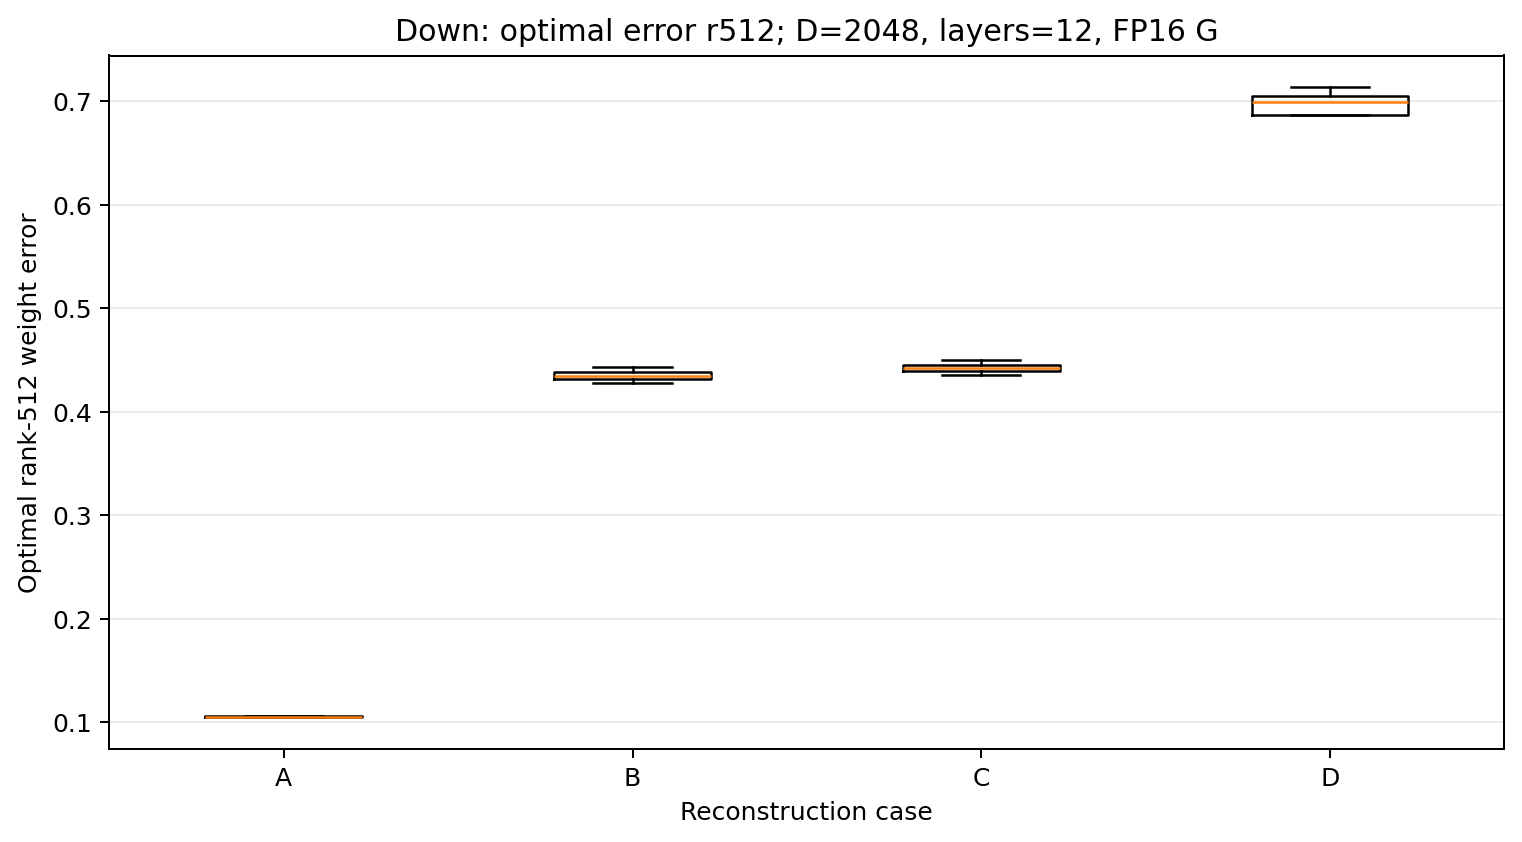 Down: optimal error r512; D=2048, layers=12, FP16 G
Optimal rank-512 weight error
0.7
0.6
0.5
0.4
0.3
0.2
0.1
A B C D
Reconstruction case